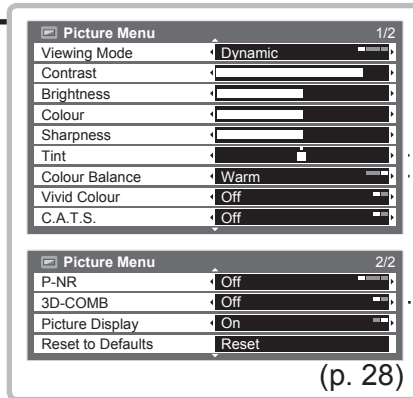 Picture Menu 1/2
Viewing Mode Dynamic
Contrast
Brightness
Colour
Sharpness
Tint
Colour Balance Warm
Vivid Colour Off
C.A.T.S. Off
Picture Menu 2/2
P-NR Off
3D-COMB Off
Picture Display On
Reset to Defaults Reset
(p. 28)